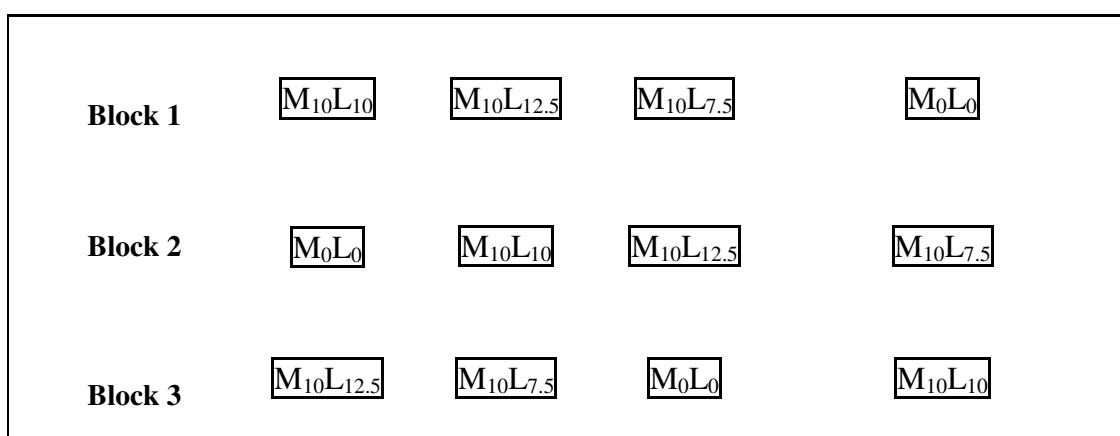 Block 1 M₁₀L₁₀ M₁₀L₁₂.₅ M₁₀L₇.₅ M₀L₀
Block 2 M₀L₀ M₁₀L₁₀ M₁₀L₁₂.₅ M₁₀L₇.₅
Block 3 M₁₀L₁₂.₅ M₁₀L₇.₅ M₀L₀ M₁₀L₁₀